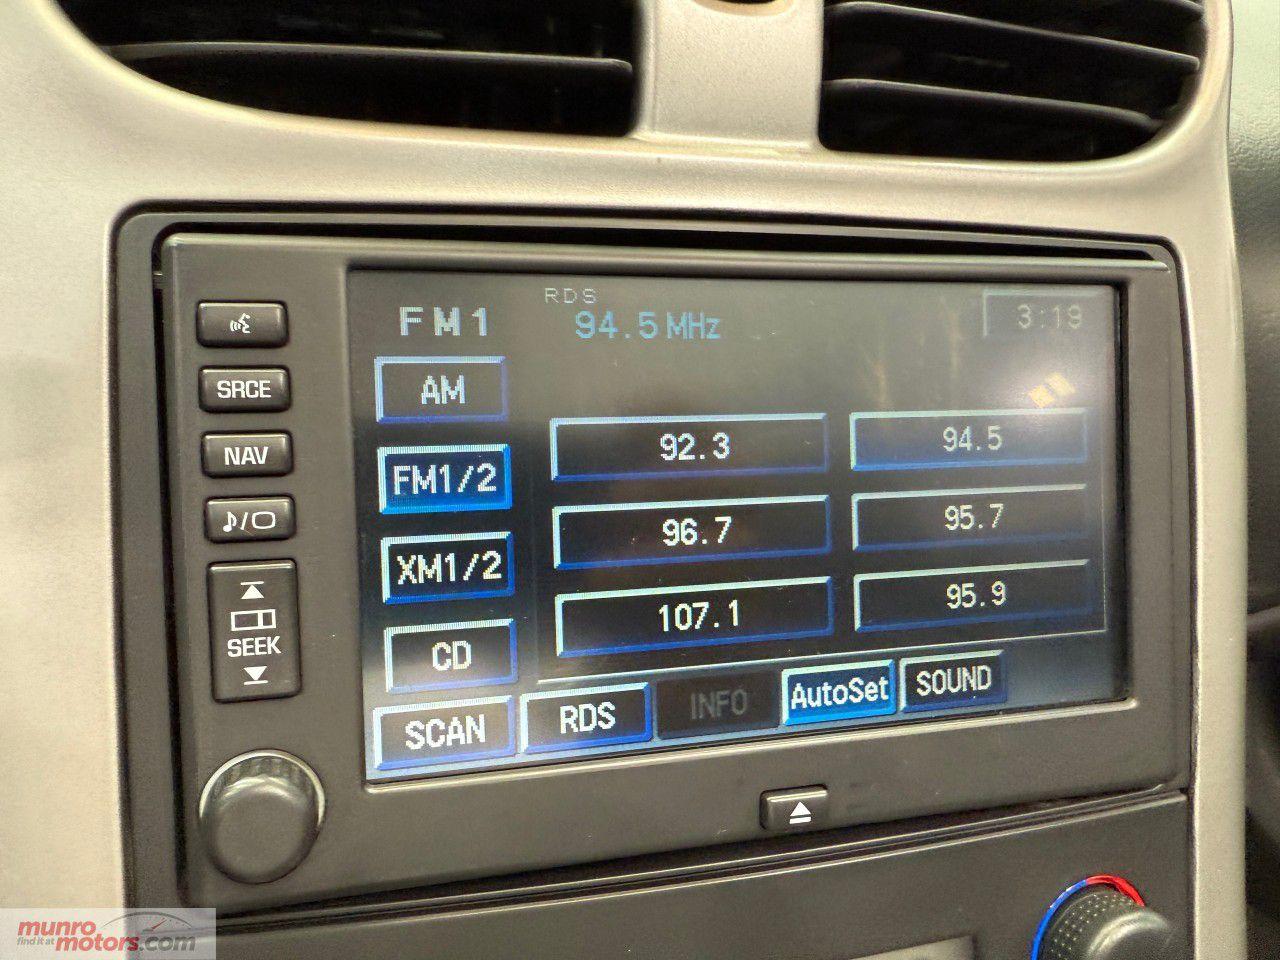 RDS
FM1 94.5 MHz 3:19
AM
92.3 94.5
SRCE
FM1/2
NAV
96.7 95.7
XM1/2
107.1 95.9
SEEK
CD
SCAN RDS INFO AutoSet SOUND
munro
find it at motors.com